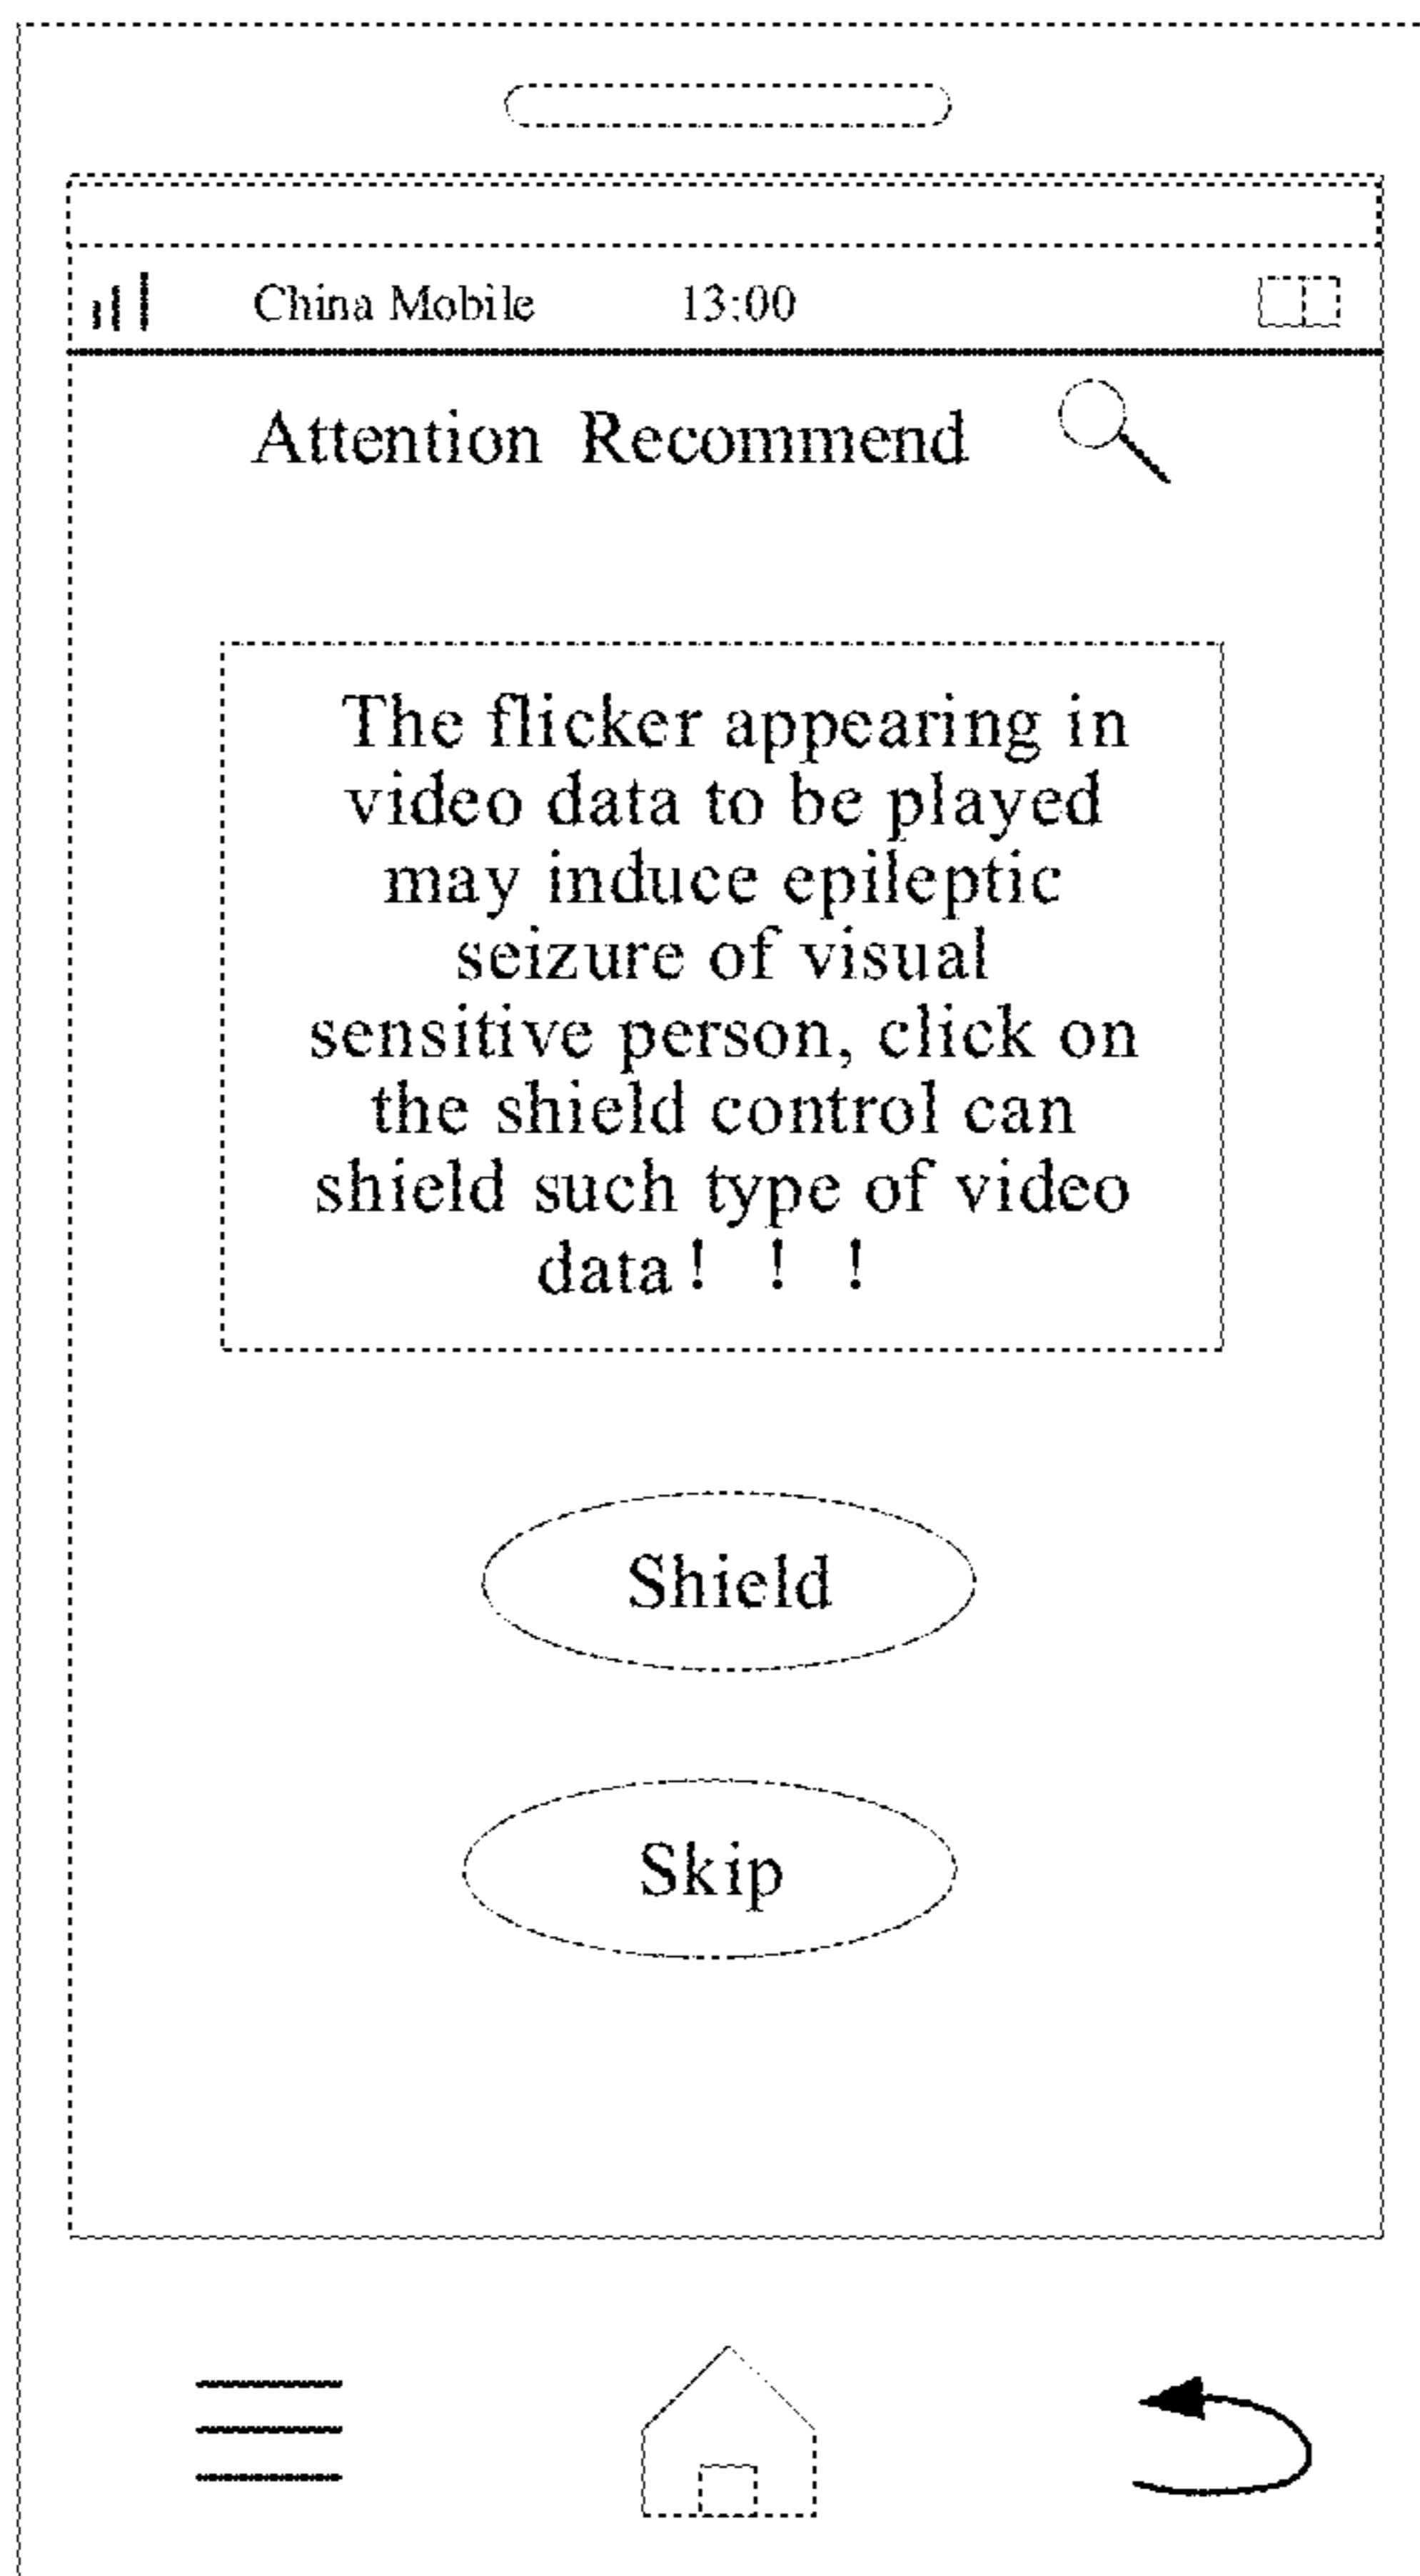 China Mobile 13:00
Attention Recommend
The flicker appearing in
video data to be played
may induce epileptic
seizure of visual
sensitive person, click on
the shield control can
shield such type of video
data! ! !
Shield
Skip